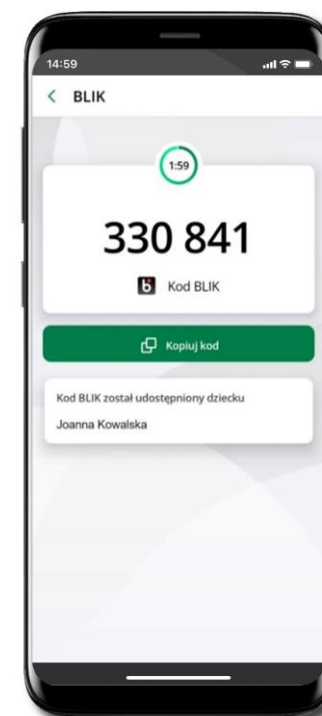 14:59
BLIK
1:59
330 841
Kod BLIK
Kopiuj kod
Kod BLIK został udostępniony dziecku
Joanna Kowalska